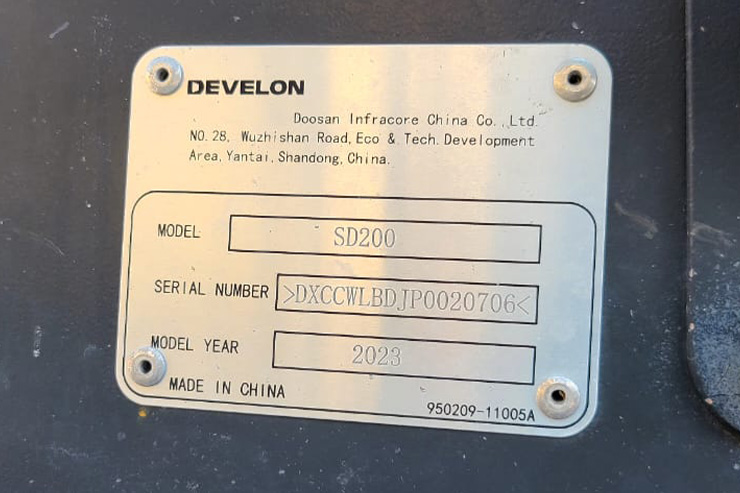 DEVELON
Doosan Infracore China Co., Ltd.
NO. 28, Wuzhishan Road, Eco & Tech. Development
Area, Yantai, Shandong, China.
MODEL SD200
SERIAL NUMBER >DXCCWLBDJP0020706<
MODEL YEAR 2023
MADE IN CHINA
950209-11005A